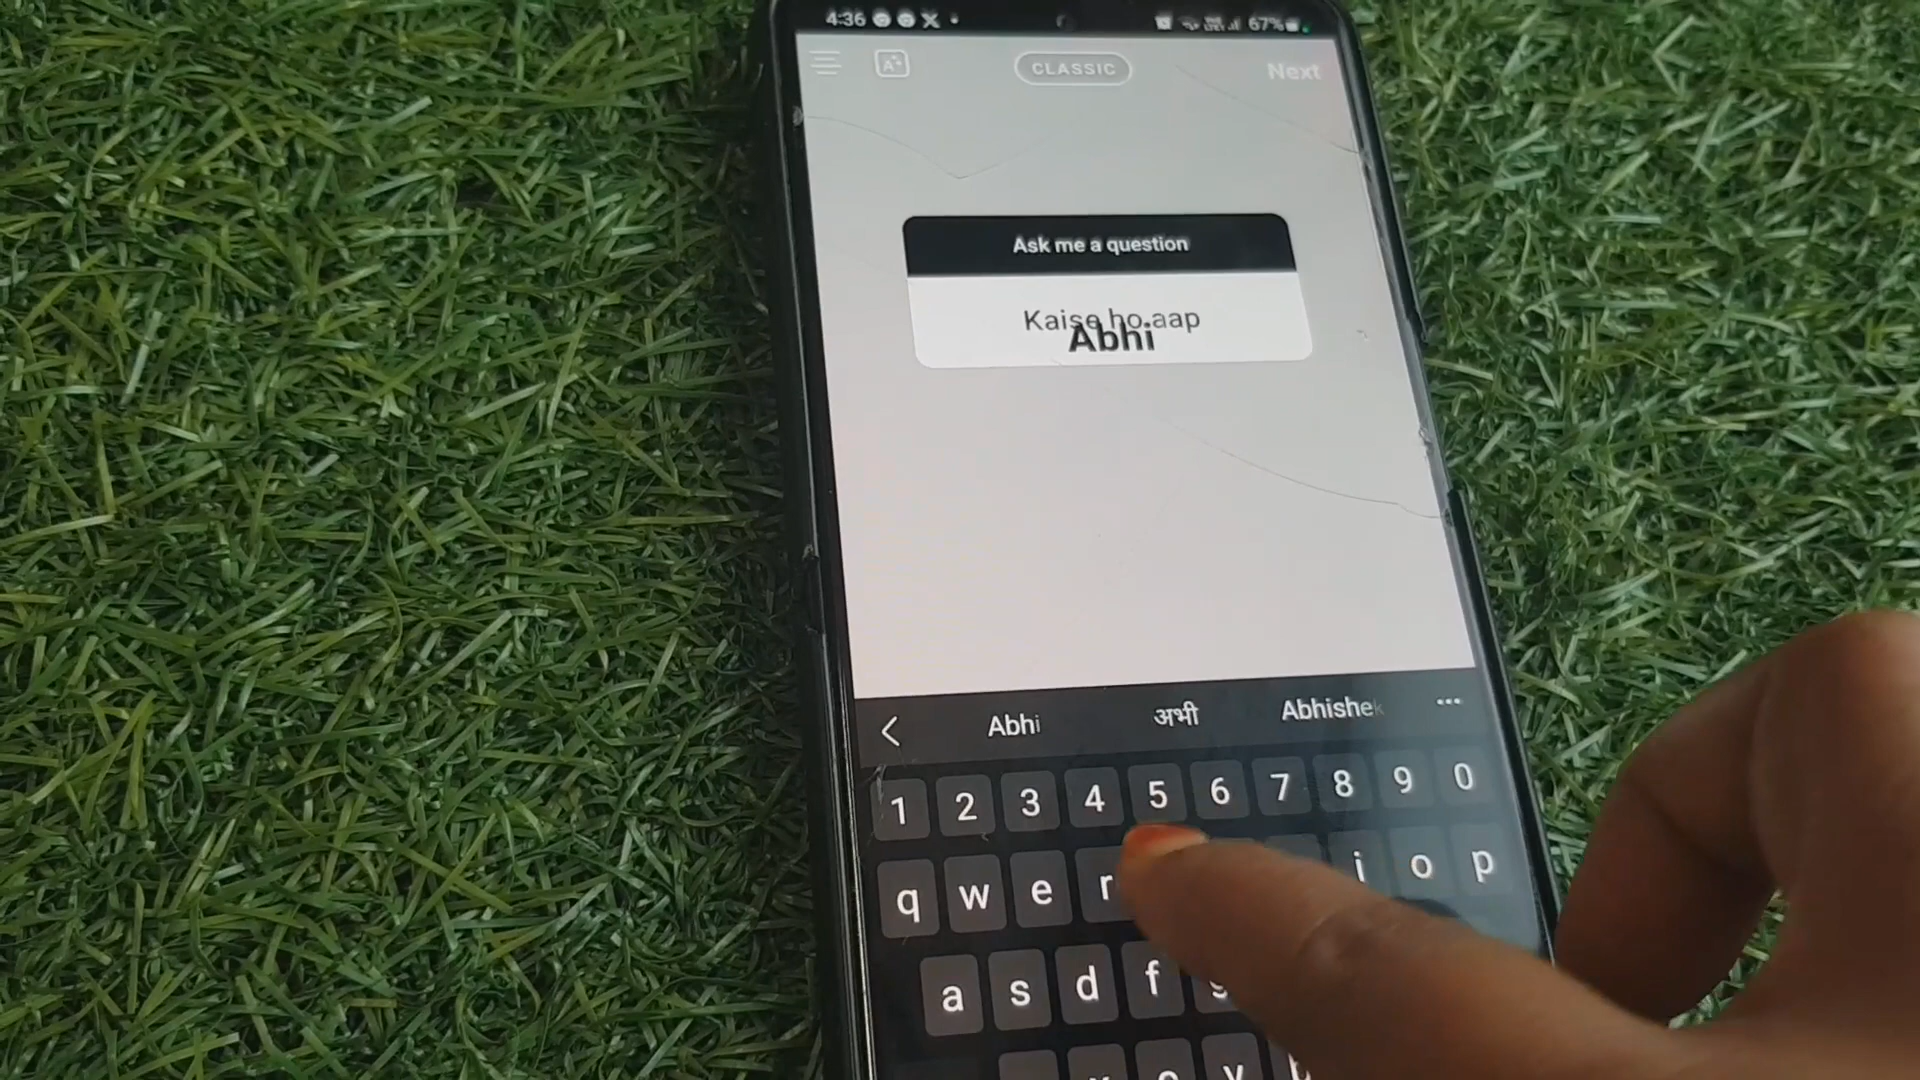 4:36
67%
CLASSIC
Next
Ask me a question
Kaise ho aap
Abhi
Abhi अभी Abhishek
1 2 3 4 5 6 7 8 9 0
q w e r i o p
a s d f g